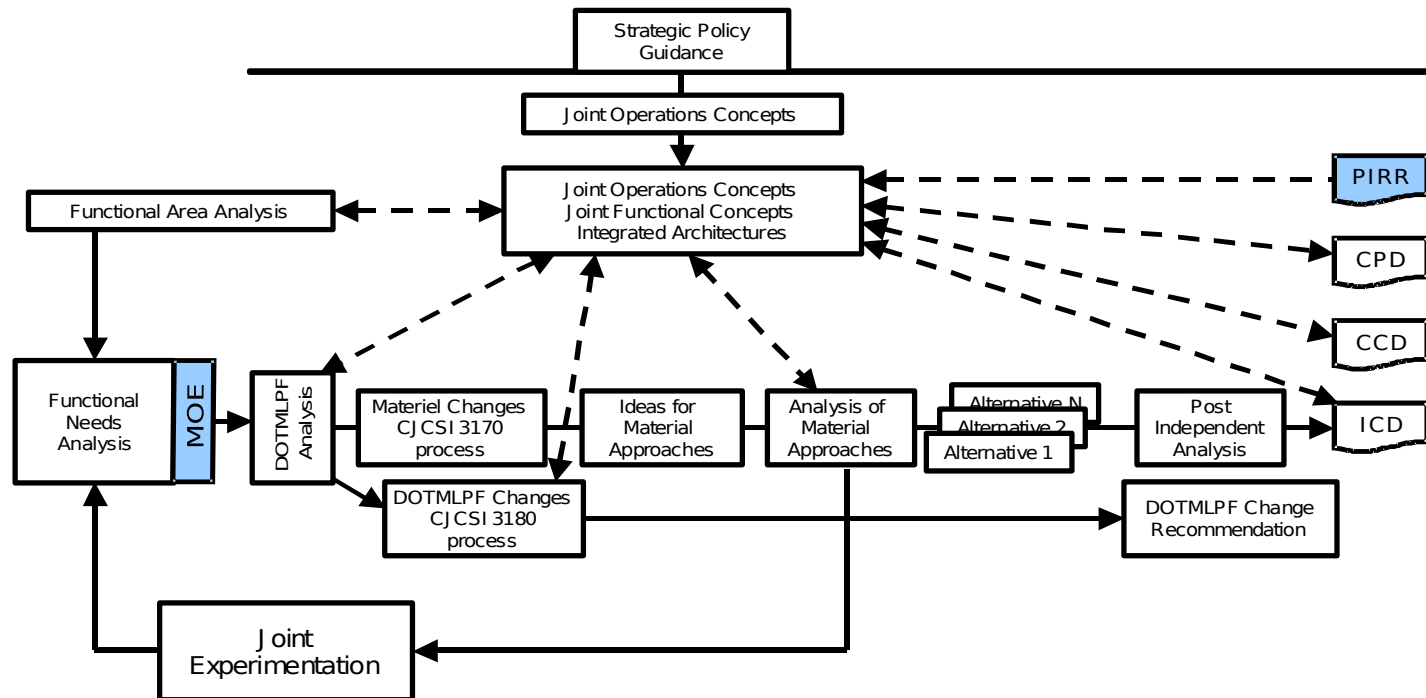 Strategic Policy
Guidance
Joint Operations Concepts
Joint Operations Concepts
Joint Functional Concepts
Integrated Architectures
PIRR
Functional Area Analysis
CPD
CCD
Functional
Needs
Analysis
MOE
DOTMLPF
Analysis
Materiel Changes
CJCSI 3170
process
Ideas for
Material
Approaches
Analysis of
Material
Approaches
Alternative N
Alternative 2
Alternative 1
Post
Independent
Analysis
ICD
DOTMLPF Changes
CJCSI 3180
process
DOTMLPF Change
Recommendation
Joint
Experimentation